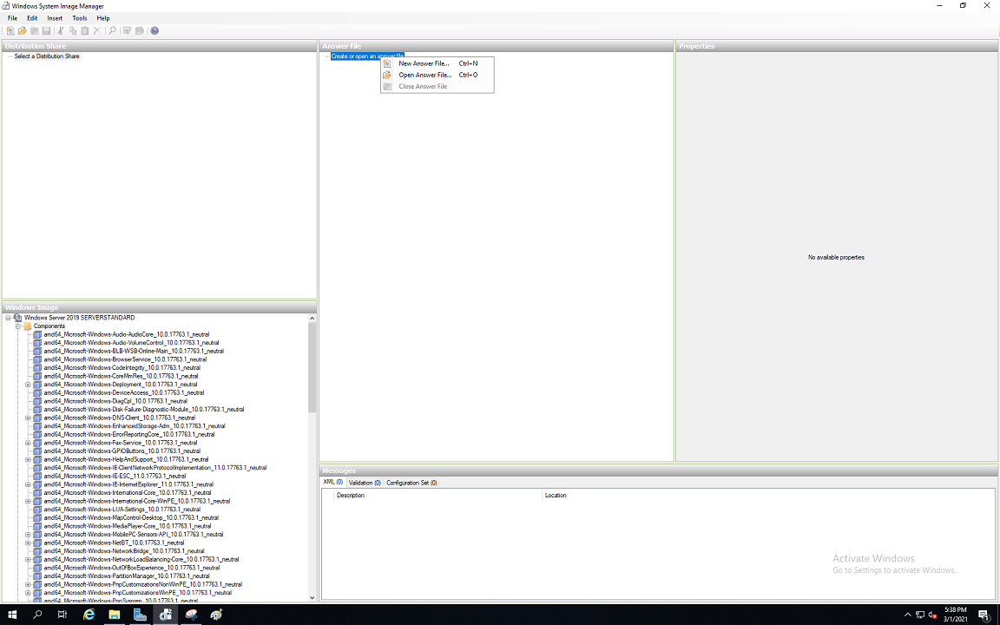 Windows System Image Manager
File Edit Insert Tools Help
Distribution Share
Select a Distribution Share
Answer File
Create or open an answer file
New Answer File... Ctrl+N
Open Answer File... Ctrl+O
Close Answer File
Properties
No available properties
Windows Image
Windows Server 2019 SERVERSTANDARD
Components
amd64_Microsoft-Windows-Audio-AudioCore_10.0.17763.1_neutral
amd64_Microsoft-Windows-Audio-VolumeControl_10.0.17763.1_neutral
amd64_Microsoft-Windows-BLB-WSB-Online-Main_10.0.17763.1_neutral
amd64_Microsoft-Windows-BrowserService_10.0.17763.1_neutral
amd64_Microsoft-Windows-CodeIntegrity_10.0.17763.1_neutral
amd64_Microsoft-Windows-CoreMmRes_10.0.17763.1_neutral
amd64_Microsoft-Windows-Deployment_10.0.17763.1_neutral
amd64_Microsoft-Windows-DeviceAccess_10.0.17763.1_neutral
amd64_Microsoft-Windows-DiagCpl_10.0.17763.1_neutral
amd64_Microsoft-Windows-Disk-Failure-Diagnostic-Module_10.0.17763.1_neutral
amd64_Microsoft-Windows-DNS-Client_10.0.17763.1_neutral
amd64_Microsoft-Windows-EnhancedStorage-Adm_10.0.17763.1_neutral
amd64_Microsoft-Windows-ErrorReportingCore_10.0.17763.1_neutral
amd64_Microsoft-Windows-Fax-Service_10.0.17763.1_neutral
amd64_Microsoft-Windows-GPIOButtons_10.0.17763.1_neutral
amd64_Microsoft-Windows-HelpAndSupport_10.0.17763.1_neutral
amd64_Microsoft-Windows-IE-ClientNetworkProtocolImplementation_11.0.17763.1_neutral
amd64_Microsoft-Windows-IE-ESC_11.0.17763.1_neutral
amd64_Microsoft-Windows-IE-InternetExplorer_11.0.17763.1_neutral
amd64_Microsoft-Windows-International-Core_10.0.17763.1_neutral
amd64_Microsoft-Windows-International-Core-WinPE_10.0.17763.1_neutral
amd64_Microsoft-Windows-LUA-Settings_10.0.17763.1_neutral
amd64_Microsoft-Windows-MapControl-Desktop_10.0.17763.1_neutral
amd64_Microsoft-Windows-MediaPlayer-Core_10.0.17763.1_neutral
amd64_Microsoft-Windows-MobilePC-Sensors-API_10.0.17763.1_neutral
amd64_Microsoft-Windows-NetBT_10.0.17763.1_neutral
amd64_Microsoft-Windows-NetworkBridge_10.0.17763.1_neutral
amd64_Microsoft-Windows-NetworkLoadBalancing-Core_10.0.17763.1_neutral
amd64_Microsoft-Windows-OutOfBoxExperience_10.0.17763.1_neutral
amd64_Microsoft-Windows-PartitionManager_10.0.17763.1_neutral
amd64_Microsoft-Windows-PnpCustomizationsNonWinPE_10.0.17763.1_neutral
amd64_Microsoft-Windows-PnpCustomizationsWinPE_10.0.17763.1_neutral
amd64_Microsoft-Windows-PnpSysprep_10.0.17763.1_neutral
Messages
XML (0) Validation (0) Configuration Set (0)
Description Location
Activate Windows
Go to Settings to activate Windows.
5:38 PM
3/1/2021
1